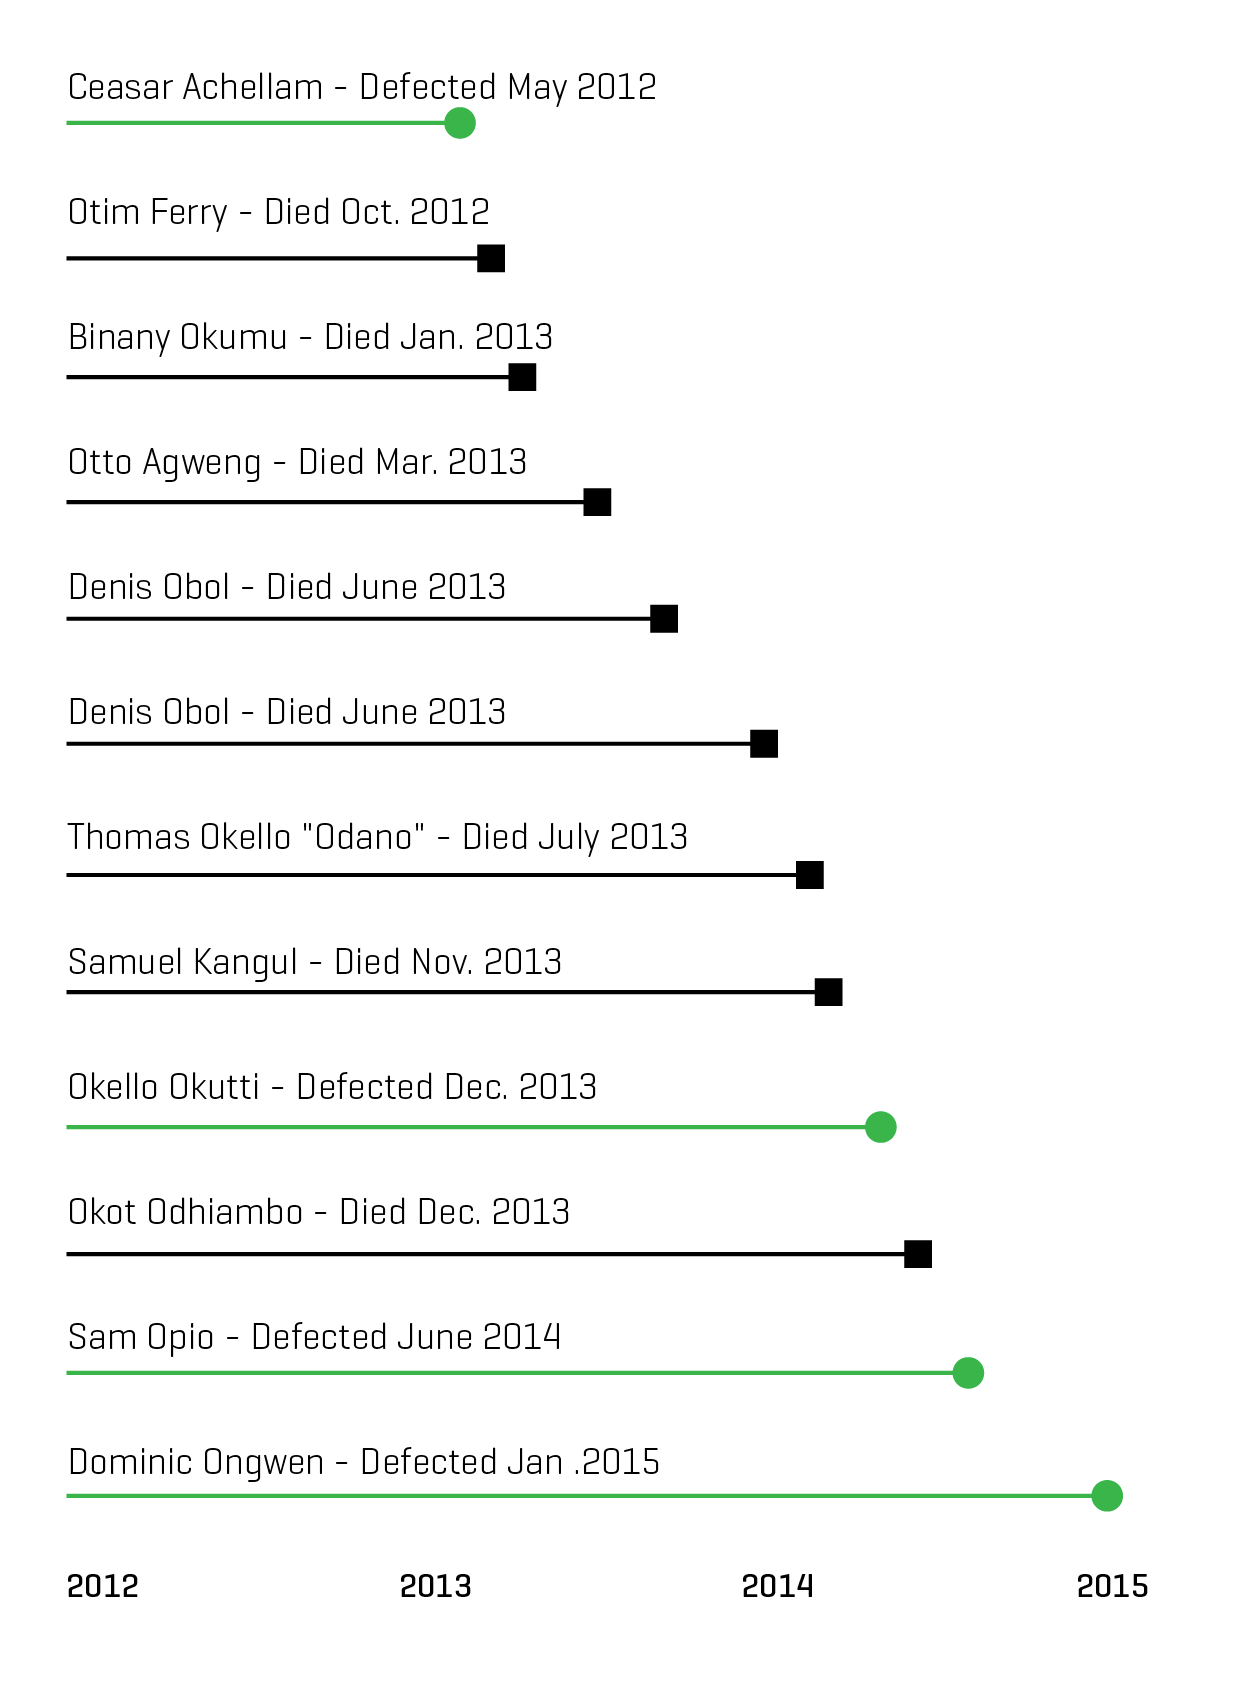 Ceasar Achellam - Defected May 2012
Otim Ferry - Died Oct. 2012
Binany Okumu - Died Jan. 2013
Otto Agweng - Died Mar. 2013
Denis Obol - Died June 2013
Denis Obol - Died June 2013
Thomas Okello "Odano" - Died July 2013
Samuel Kangul - Died Nov. 2013
Okello Okutti - Defected Dec. 2013
Okot Odhiambo - Died Dec. 2013
Sam Opio - Defected June 2014
Dominic Ongwen - Defected Jan .2015
2012 2013 2014 2015